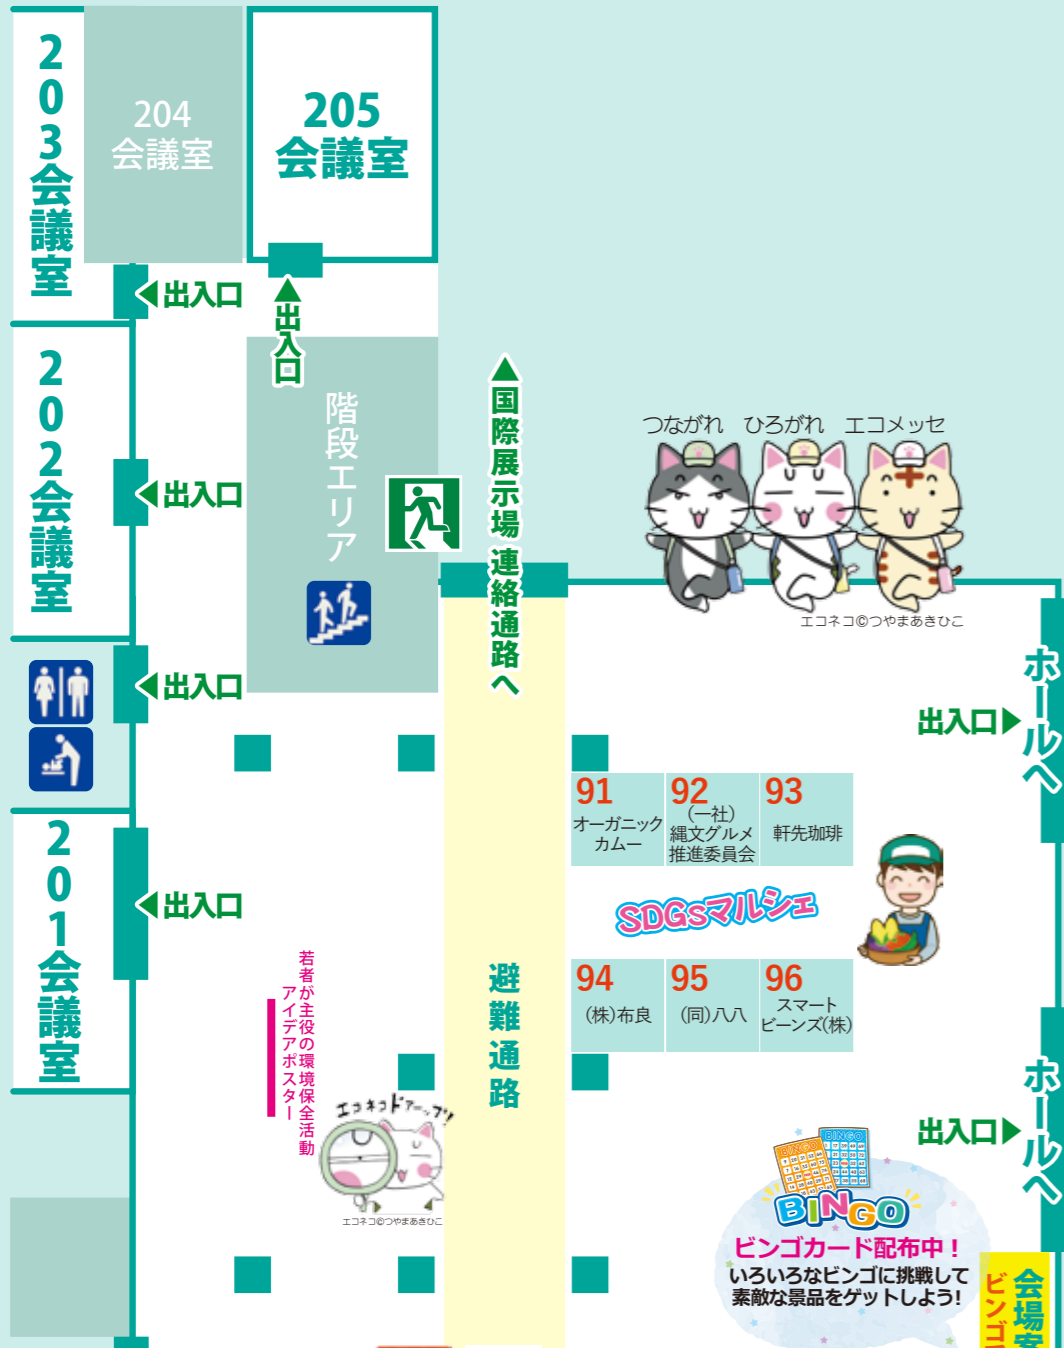 203会議室
204
会議室
205
会議室
出入口
出入口
202会議室
出入口
階段エリア
国際展示場 連絡通路へ
つながれ ひろがれ エコメッセ
エコネコ©つやまあきひこ
出入口
出入口
ホールへ
201会議室
出入口
91
オーガニック
カムー
92
(一社)
縄文グルメ
推進委員会
93
軒先珈琲
SDGsマルシェ
94
(株)布良
95
(同)八八
96
スマート
ビーンズ(株)
避難通路
若者が主役の環境保全活動
アイデアポスター
エコネコドアーップ!
エコネコ©つやまあきひこ
出入口
ホールへ
BINGO
BINGO
BINGO
ビンゴカード配布中！
いろいろなビンゴに挑戦して
素敵な景品をゲットしよう!
会場案
ビンゴ